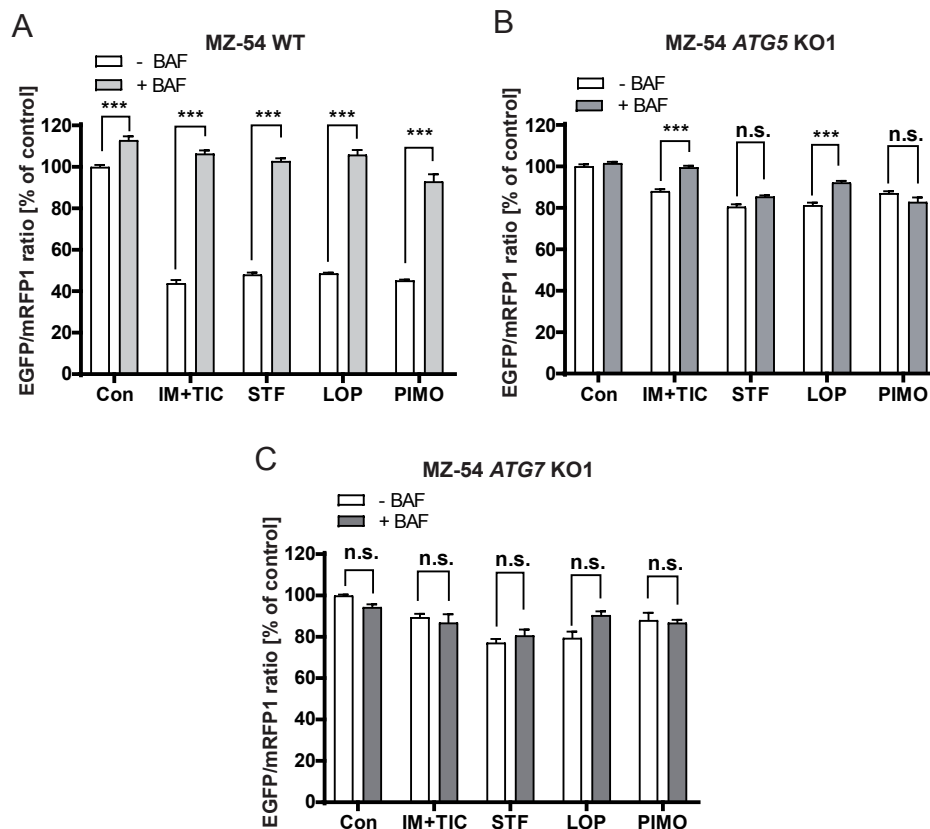 A
MZ-54 WT
- BAF
+ BAF
*** *** *** *** ***
EGFP/mRFP1 ratio [% of control]
120
100
80
60
40
20
0
Con IM+TIC STF LOP PIMO
B
MZ-54 ATG5 KO1
- BAF
+ BAF
*** n.s. *** n.s.
EGFP/mRFP1 ratio [% of control]
120
100
80
60
40
20
0
Con IM+TIC STF LOP PIMO
C
MZ-54 ATG7 KO1
- BAF
+ BAF
n.s. n.s. n.s. n.s. n.s.
EGFP/mRFP1 ratio [% of control]
120
100
80
60
40
20
0
Con IM+TIC STF LOP PIMO